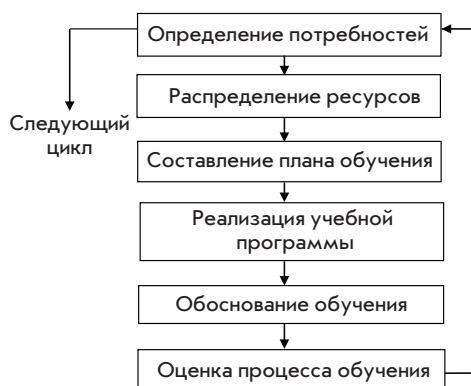 Определение потребностей
Распределение ресурсов
Следующий
цикл
Составление плана обучения
Реализация учебной
программы
Обоснование обучения
Оценка процесса обучения